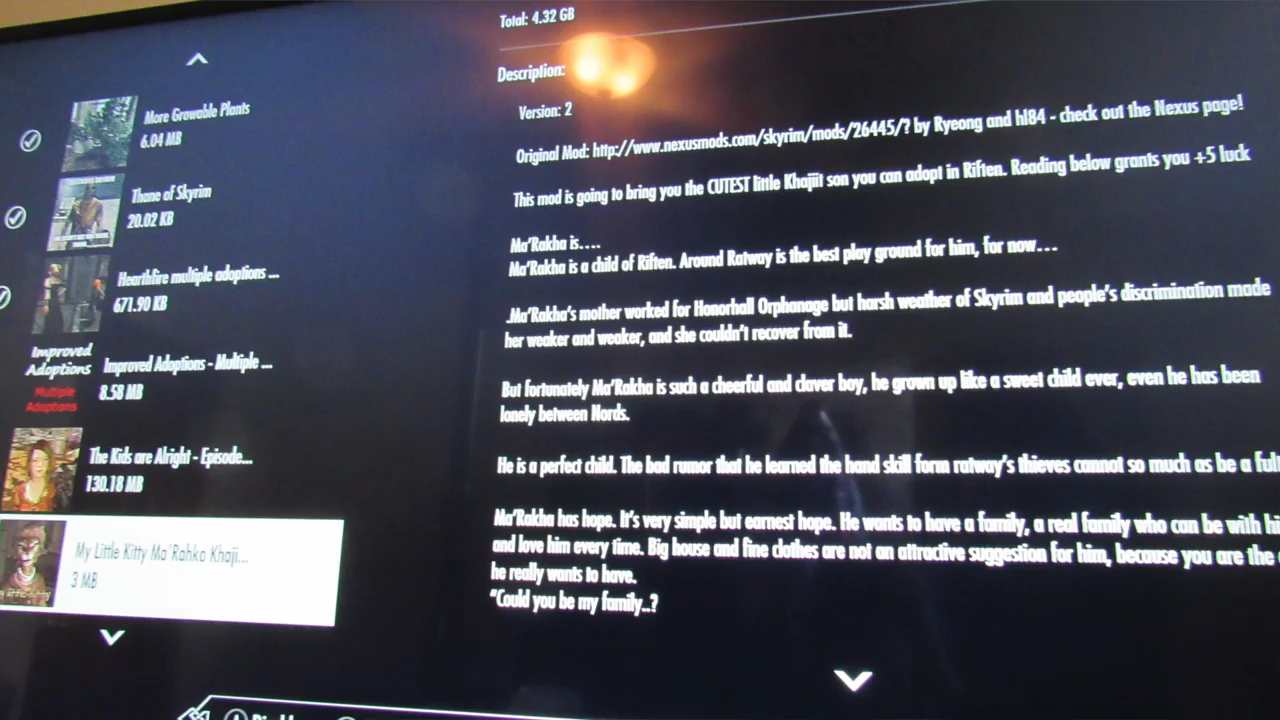 More Growable Plants
6.04 MB
Thane of Skyrim
20.02 KB
Hearthfire multiple adoptions ...
671.90 KB
Improved
Adoptions
Multiple
Adoptions
Improved Adoptions - Multiple ...
8.58 MB
The Kids are Alright - Episode...
130.18 MB
My Little Kitty Ma'Rahka Khaji...
3 MB
Total: 4.32 GB
Description:
Version: 2
Original Mod: http://www.nexusmods.com/skyrim/mods/26445/? by Ryeong and hl84 - check out the Nexus page!
This mod is going to bring you the CUTEST little Khajiit son you can adopt in Riften. Reading below grants you +5 luck
Ma'Rakha is....
Ma'Rakha is a child of Riften. Around Ratway is the best play ground for him, for now...
.Ma'Rakha's mother worked for Honorhall Orphanage but harsh weather of Skyrim and people's discrimination made
her weaker and weaker, and she couldn't recover from it.
But fortunately Ma'Rakha is such a cheerful and claver boy, he grown up like a sweet child ever, even he has been
lonely between Nords.
He is a perfect child. The bad rumor that he learned the hand skill form ratway's thieves cannot so much as be a
Ma'Rakha has hope. It's very simple but earnest hope. He wants to have a family, a real family who can be with
and love him every time. Big house and fine clothes are not an attractive suggestion for him, because you are the
he really wants to have.
"Could you be my family..?